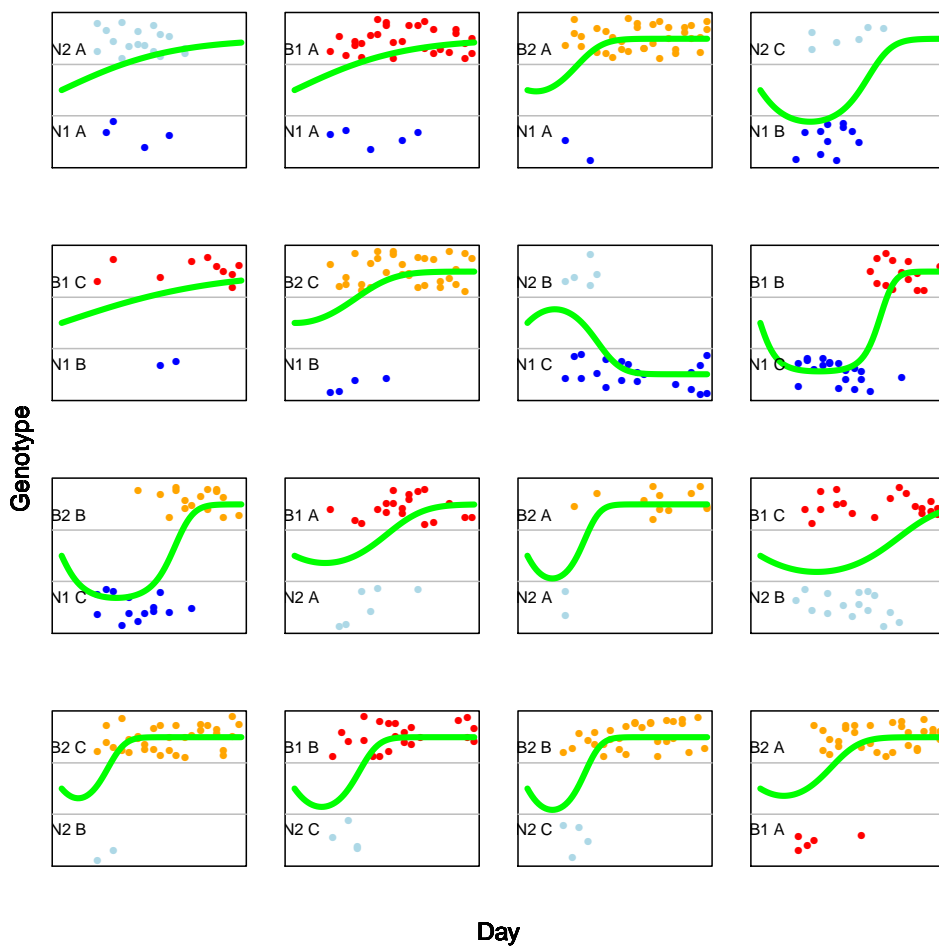 N2 A
N1 A
B1 A
N1 A
B2 A
N1 A
N2 C
N1 B
B1 C
N1 B
B2 C
N1 B
N2 B
N1 C
B1 B
N1 C
B2 B
N1 C
B1 A
N2 A
B2 A
N2 A
B1 C
N2 B
B2 C
N2 B
B1 B
N2 C
B2 B
N2 C
B2 A
B1 A
Genotype
Day